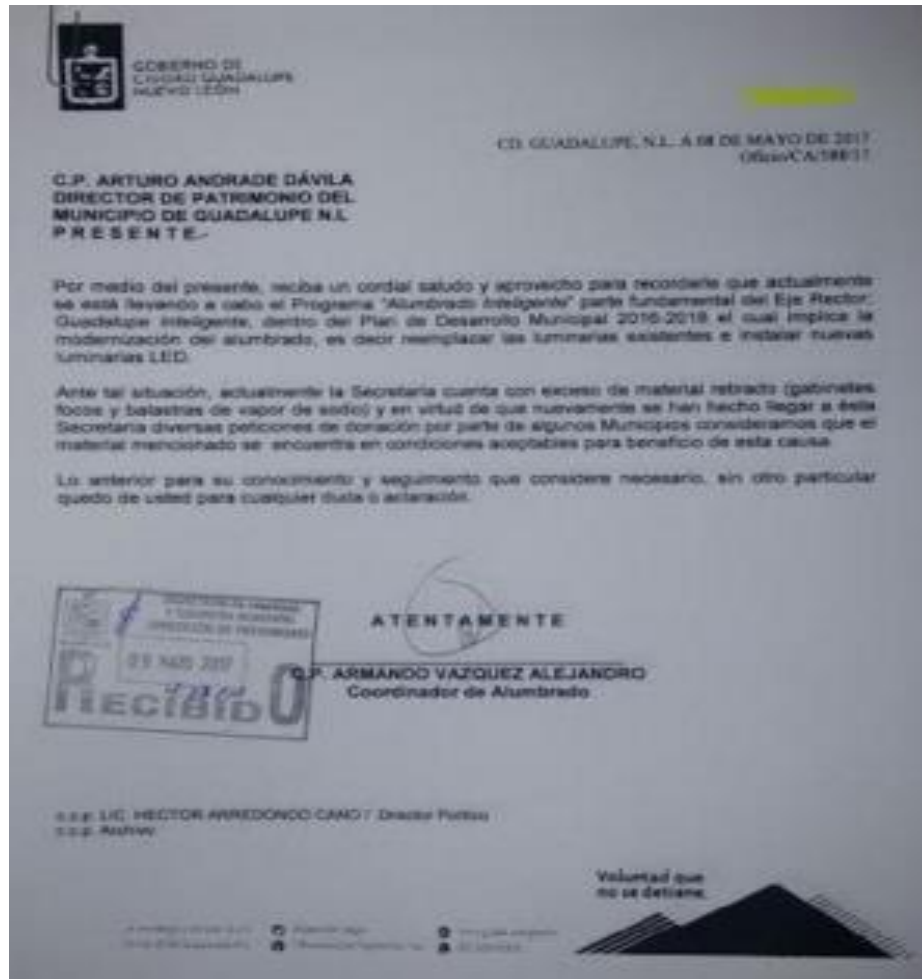 GOBIERNO DE
CIUDAD GUADALUPE
NUEVO LEÓN
CD. GUADALUPE, N.L. A 08 DE MAYO DE 2017
C.P. ARTURO ANDRADE DÁVILA
DIRECTOR DE PATRIMONIO DEL
MUNICIPIO DE GUADALUPE N.L
P R E S E N T E.-
Por medio del presente, reciba un cordial saludo y aprovecho para recordarle que actualmente
se está llevando a cabo el Programa "Alumbrado Inteligente" parte fundamental del Eje Rector;
Guadalupe Inteligente, dentro del Plan de Desarrollo Municipal 2016-2018 el cual implica la
modernización del alumbrado, es decir reemplazar las luminarias existentes e instalar nuevas
luminarias LED.
Ante tal situación, actualmente la Secretaria cuenta con exceso de material retirado (gabinetes
focos y balastras de vapor de sodio) y en virtud de que nuevamente se han hecho llegar a ésta
Secretaria diversas peticiones de donación por parte de algunos Municipios consideramos que el
material mencionado se encuentra en condiciones aceptables para beneficio de esta causa.
Lo anterior para su conocimiento y seguimiento que considere necesario, sin otro particular
quedo de usted para cualquier duda o aclaración.
A T E N T A M E N T E
C.P. ARMANDO VAZQUEZ ALEJANDRO
Coordinador de Alumbrado
DIRECCIÓN DE PATRIMONIO
2017
RECIBIDO
c.c.p. LIC. HECTOR ARREDONDO CANO / Director
c.c.p. Archivo
Voluntad que
no se detiene.